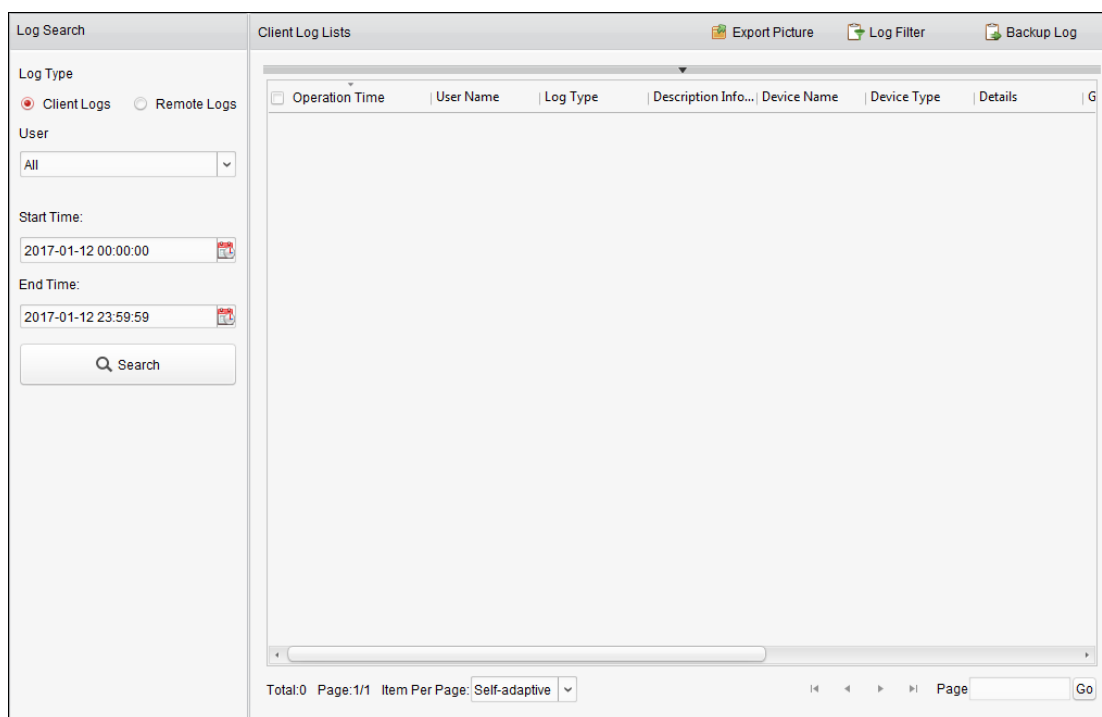 Log Search
Client Log Lists
Export Picture
Log Filter
Backup Log
Log Type
Client Logs
Remote Logs
User
All
Start Time:
2017-01-12 00:00:00
End Time:
2017-01-12 23:59:59
Search
Operation Time
User Name
Log Type
Description Info...
Device Name
Device Type
Details
G
Total:0 Page:1/1 Item Per Page: Self-adaptive
Page
Go